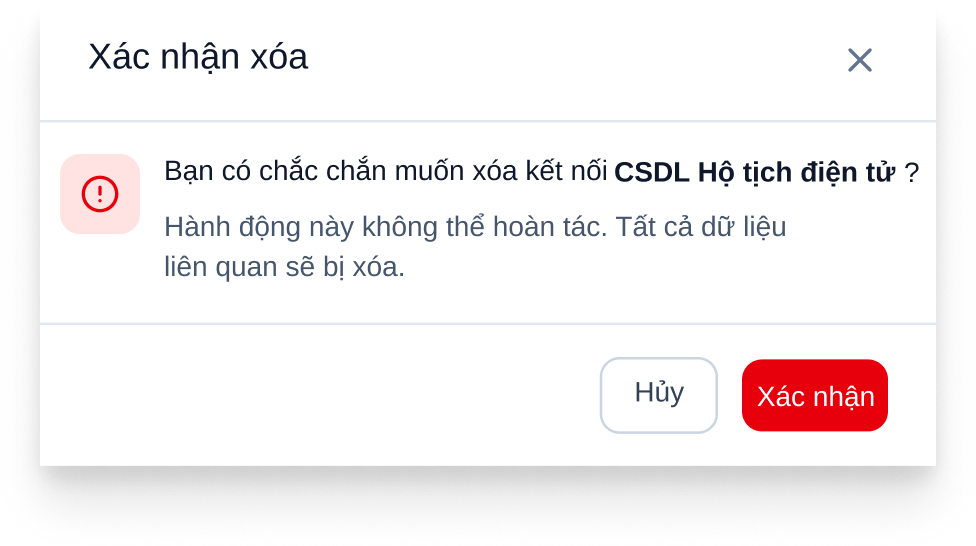 Xác nhận xóa
Bạn có chắc chắn muốn xóa kết nối CSDL Hộ tịch điện tử ?
Hành động này không thể hoàn tác. Tất cả dữ liệu
liên quan sẽ bị xóa.
Hủy
Xác nhận